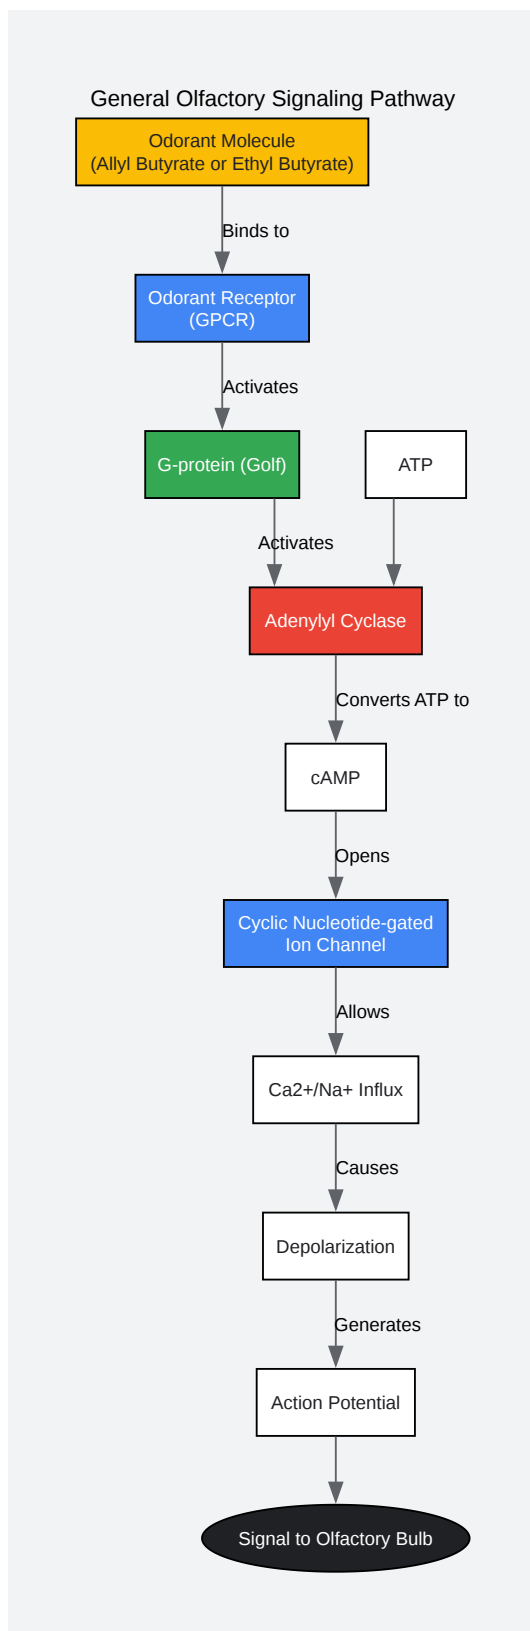 General Olfactory Signaling Pathway
Odorant Molecule
(Allyl Butyrate or Ethyl Butyrate)
Binds to
Odorant Receptor
(GPCR)
Activates
G-protein (Golf)
ATP
Activates
Adenylyl Cyclase
Converts ATP to
cAMP
Opens
Cyclic Nucleotide-gated
Ion Channel
Allows
Ca2+/Na+ Influx
Causes
Depolarization
Generates
Action Potential
Signal to Olfactory Bulb